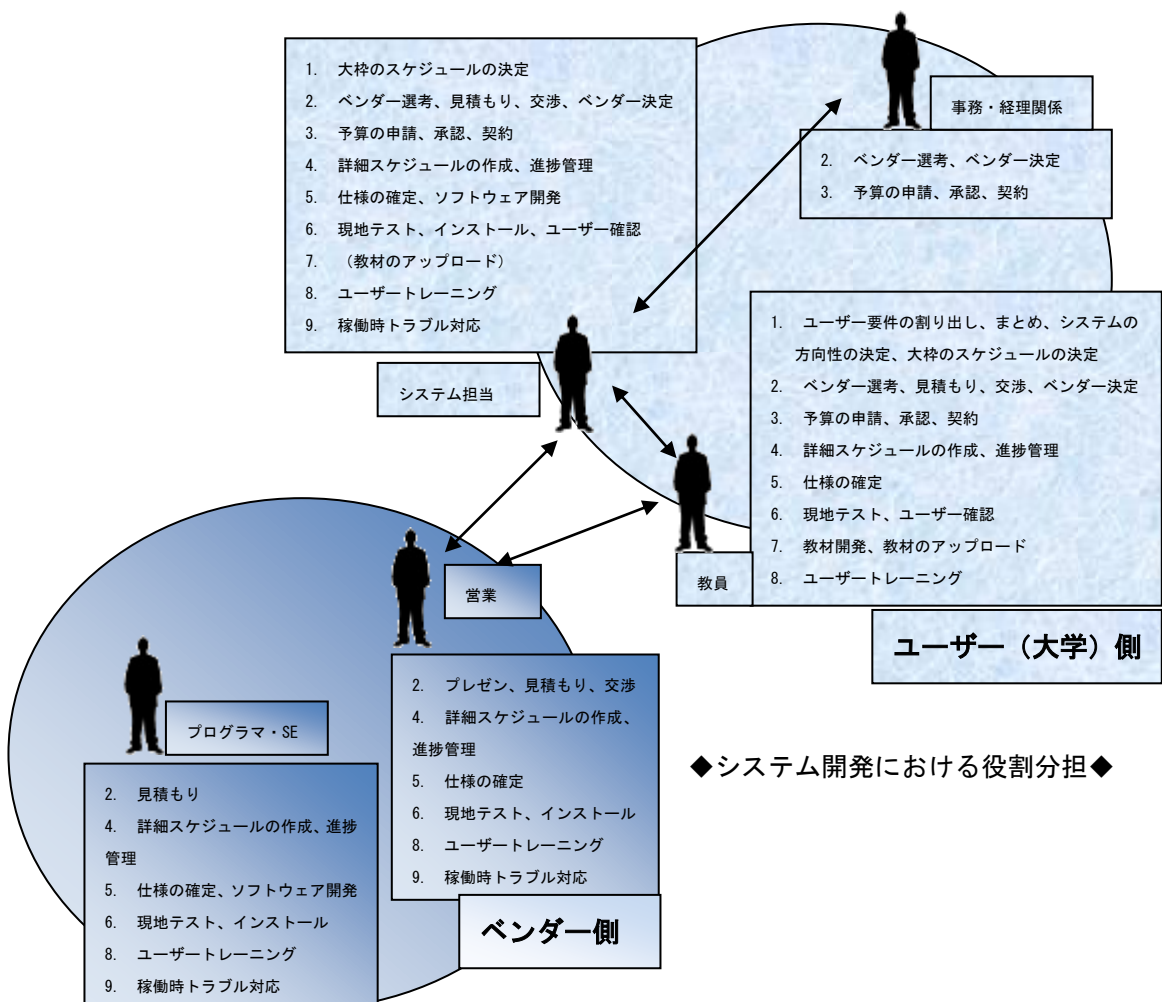 1. 大枠のスケジュールの決定
2. ベンダー選考、見積もり、交渉、ベンダー決定
3. 予算の申請、承認、契約
4. 詳細スケジュールの作成、進捗管理
5. 仕様の確定、ソフトウェア開発
6. 現地テスト、インストール、ユーザー確認
7. （教材のアップロード）
8. ユーザートレーニング
9. 稼働時トラブル対応
システム担当
事務・経理関係
2. ベンダー選考、ベンダー決定
3. 予算の申請、承認、契約
1. ユーザー要件の割り出し、まとめ、システムの
方向性の決定、大枠のスケジュールの決定
2. ベンダー選考、見積もり、交渉、ベンダー決定
3. 予算の申請、承認、契約
4. 詳細スケジュールの作成、進捗管理
5. 仕様の確定
6. 現地テスト、ユーザー確認
7. 教材開発、教材のアップロード
8. ユーザートレーニング
教員
ユーザー（大学）側
営業
2. プレゼン、見積もり、交渉
4. 詳細スケジュールの作成、
進捗管理
5. 仕様の確定
6. 現地テスト、インストール
8. ユーザートレーニング
9. 稼働時トラブル対応
プログラマ・SE
2. 見積もり
4. 詳細スケジュールの作成、進捗
管理
5. 仕様の確定、ソフトウェア開発
6. 現地テスト、インストール
8. ユーザートレーニング
9. 稼働時トラブル対応
ベンダー側
◆システム開発における役割分担◆